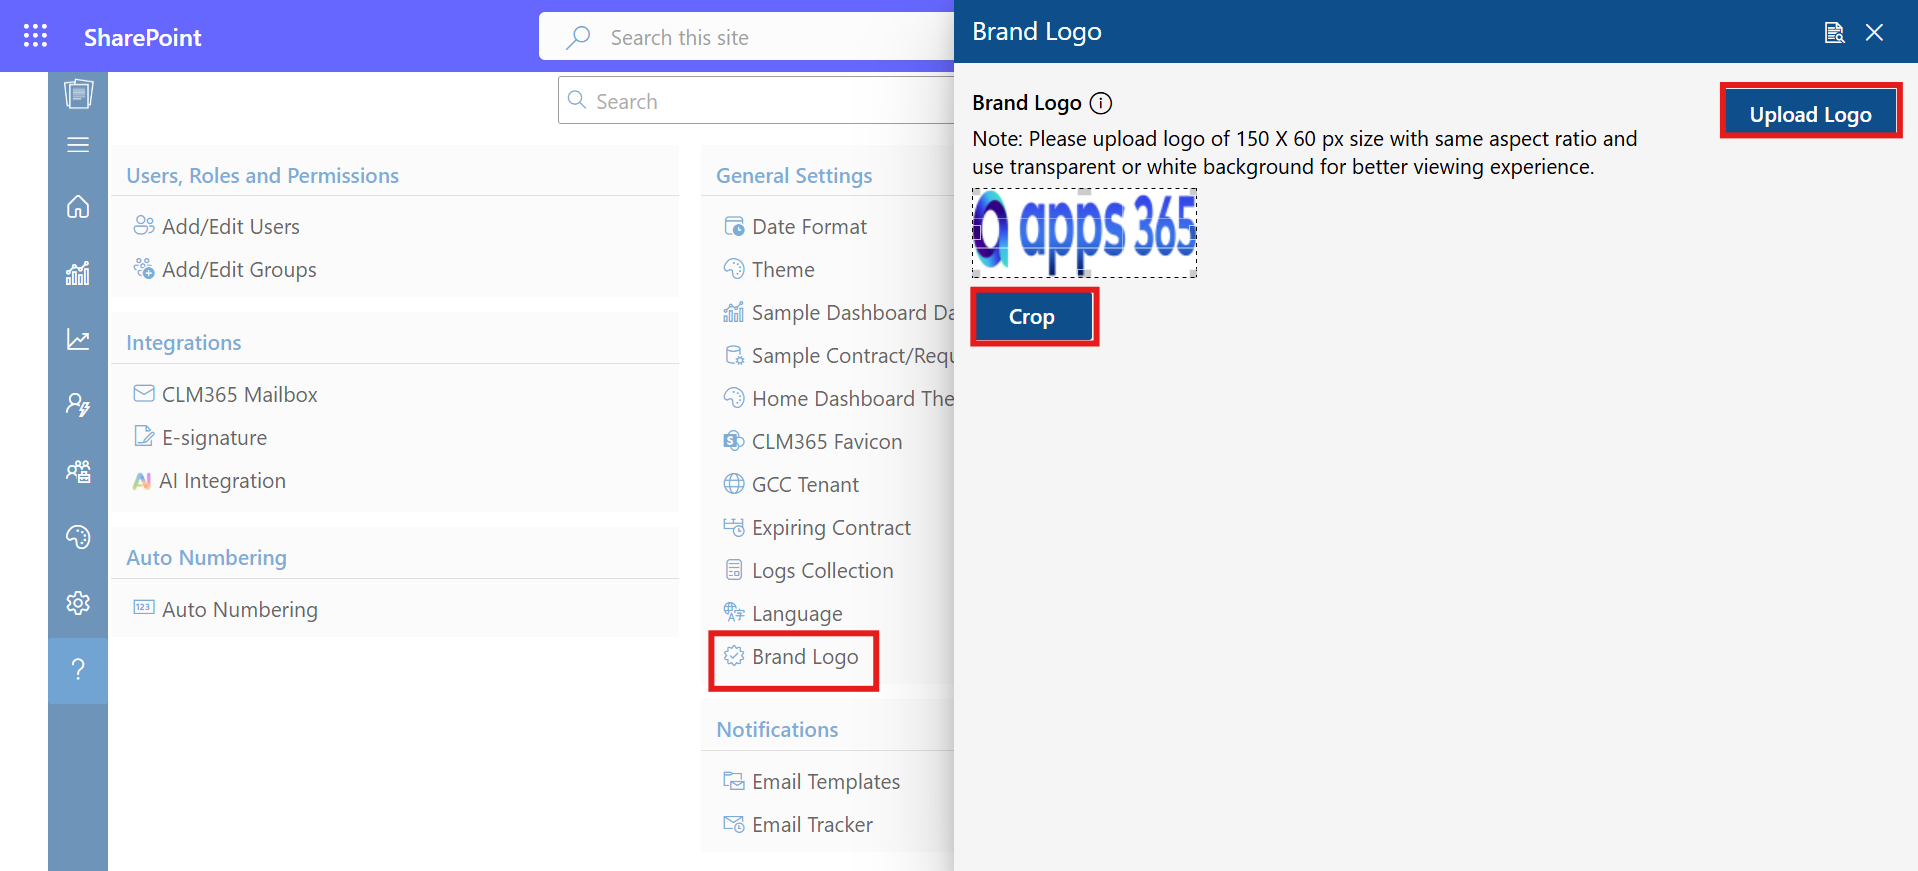 SharePoint
Search this site
Search
Users, Roles and Permissions
Add/Edit Users
Add/Edit Groups
Integrations
CLM365 Mailbox
E-signature
AI AI Integration
Auto Numbering
123 Auto Numbering
General Settings
Date Format
Theme
Sample Dashboard Da
Sample Contract/Requ
Home Dashboard The
CLM365 Favicon
GCC Tenant
Expiring Contract
Logs Collection
Language
Brand Logo
Notifications
Email Templates
Email Tracker
Brand Logo
Brand Logo
Upload Logo
Note: Please upload logo of 150 X 60 px size with same aspect ratio and
use transparent or white background for better viewing experience.
apps 365
Crop